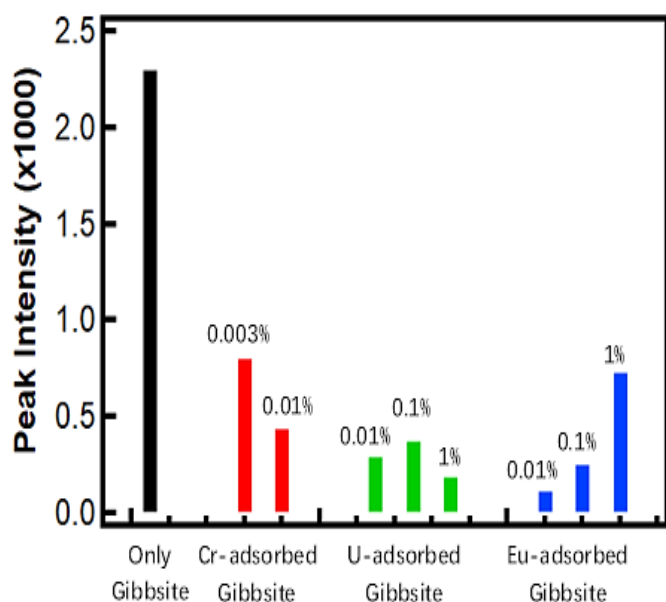 Peak Intensity (x1000)
2.5
2.0
1.5
1.0
0.5
0.0
0.003%
0.01%
0.01%
0.1%
1%
0.01%
0.1%
1%
Only
Gibbsite
Cr-adsorbed
Gibbsite
U-adsorbed
Gibbsite
Eu-adsorbed
Gibbsite